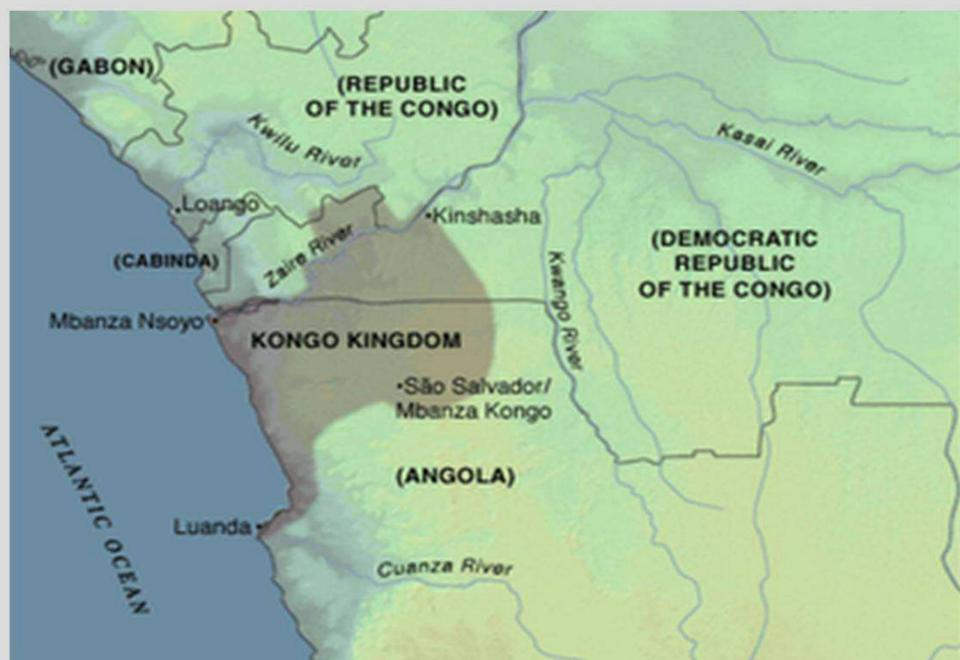 (GABON)
(REPUBLIC
OF THE CONGO)
Kwilu River
Kasai River
Loango
Kinshasha
(CABINDA)
Zaire River
(DEMOCRATIC
REPUBLIC
OF THE CONGO)
Kwango River
Mbanza Nsoyo
KONGO KINGDOM
São Salvador/
Mbanza Kongo
ATLANTIC OCEAN
(ANGOLA)
Luanda
Cuanza River